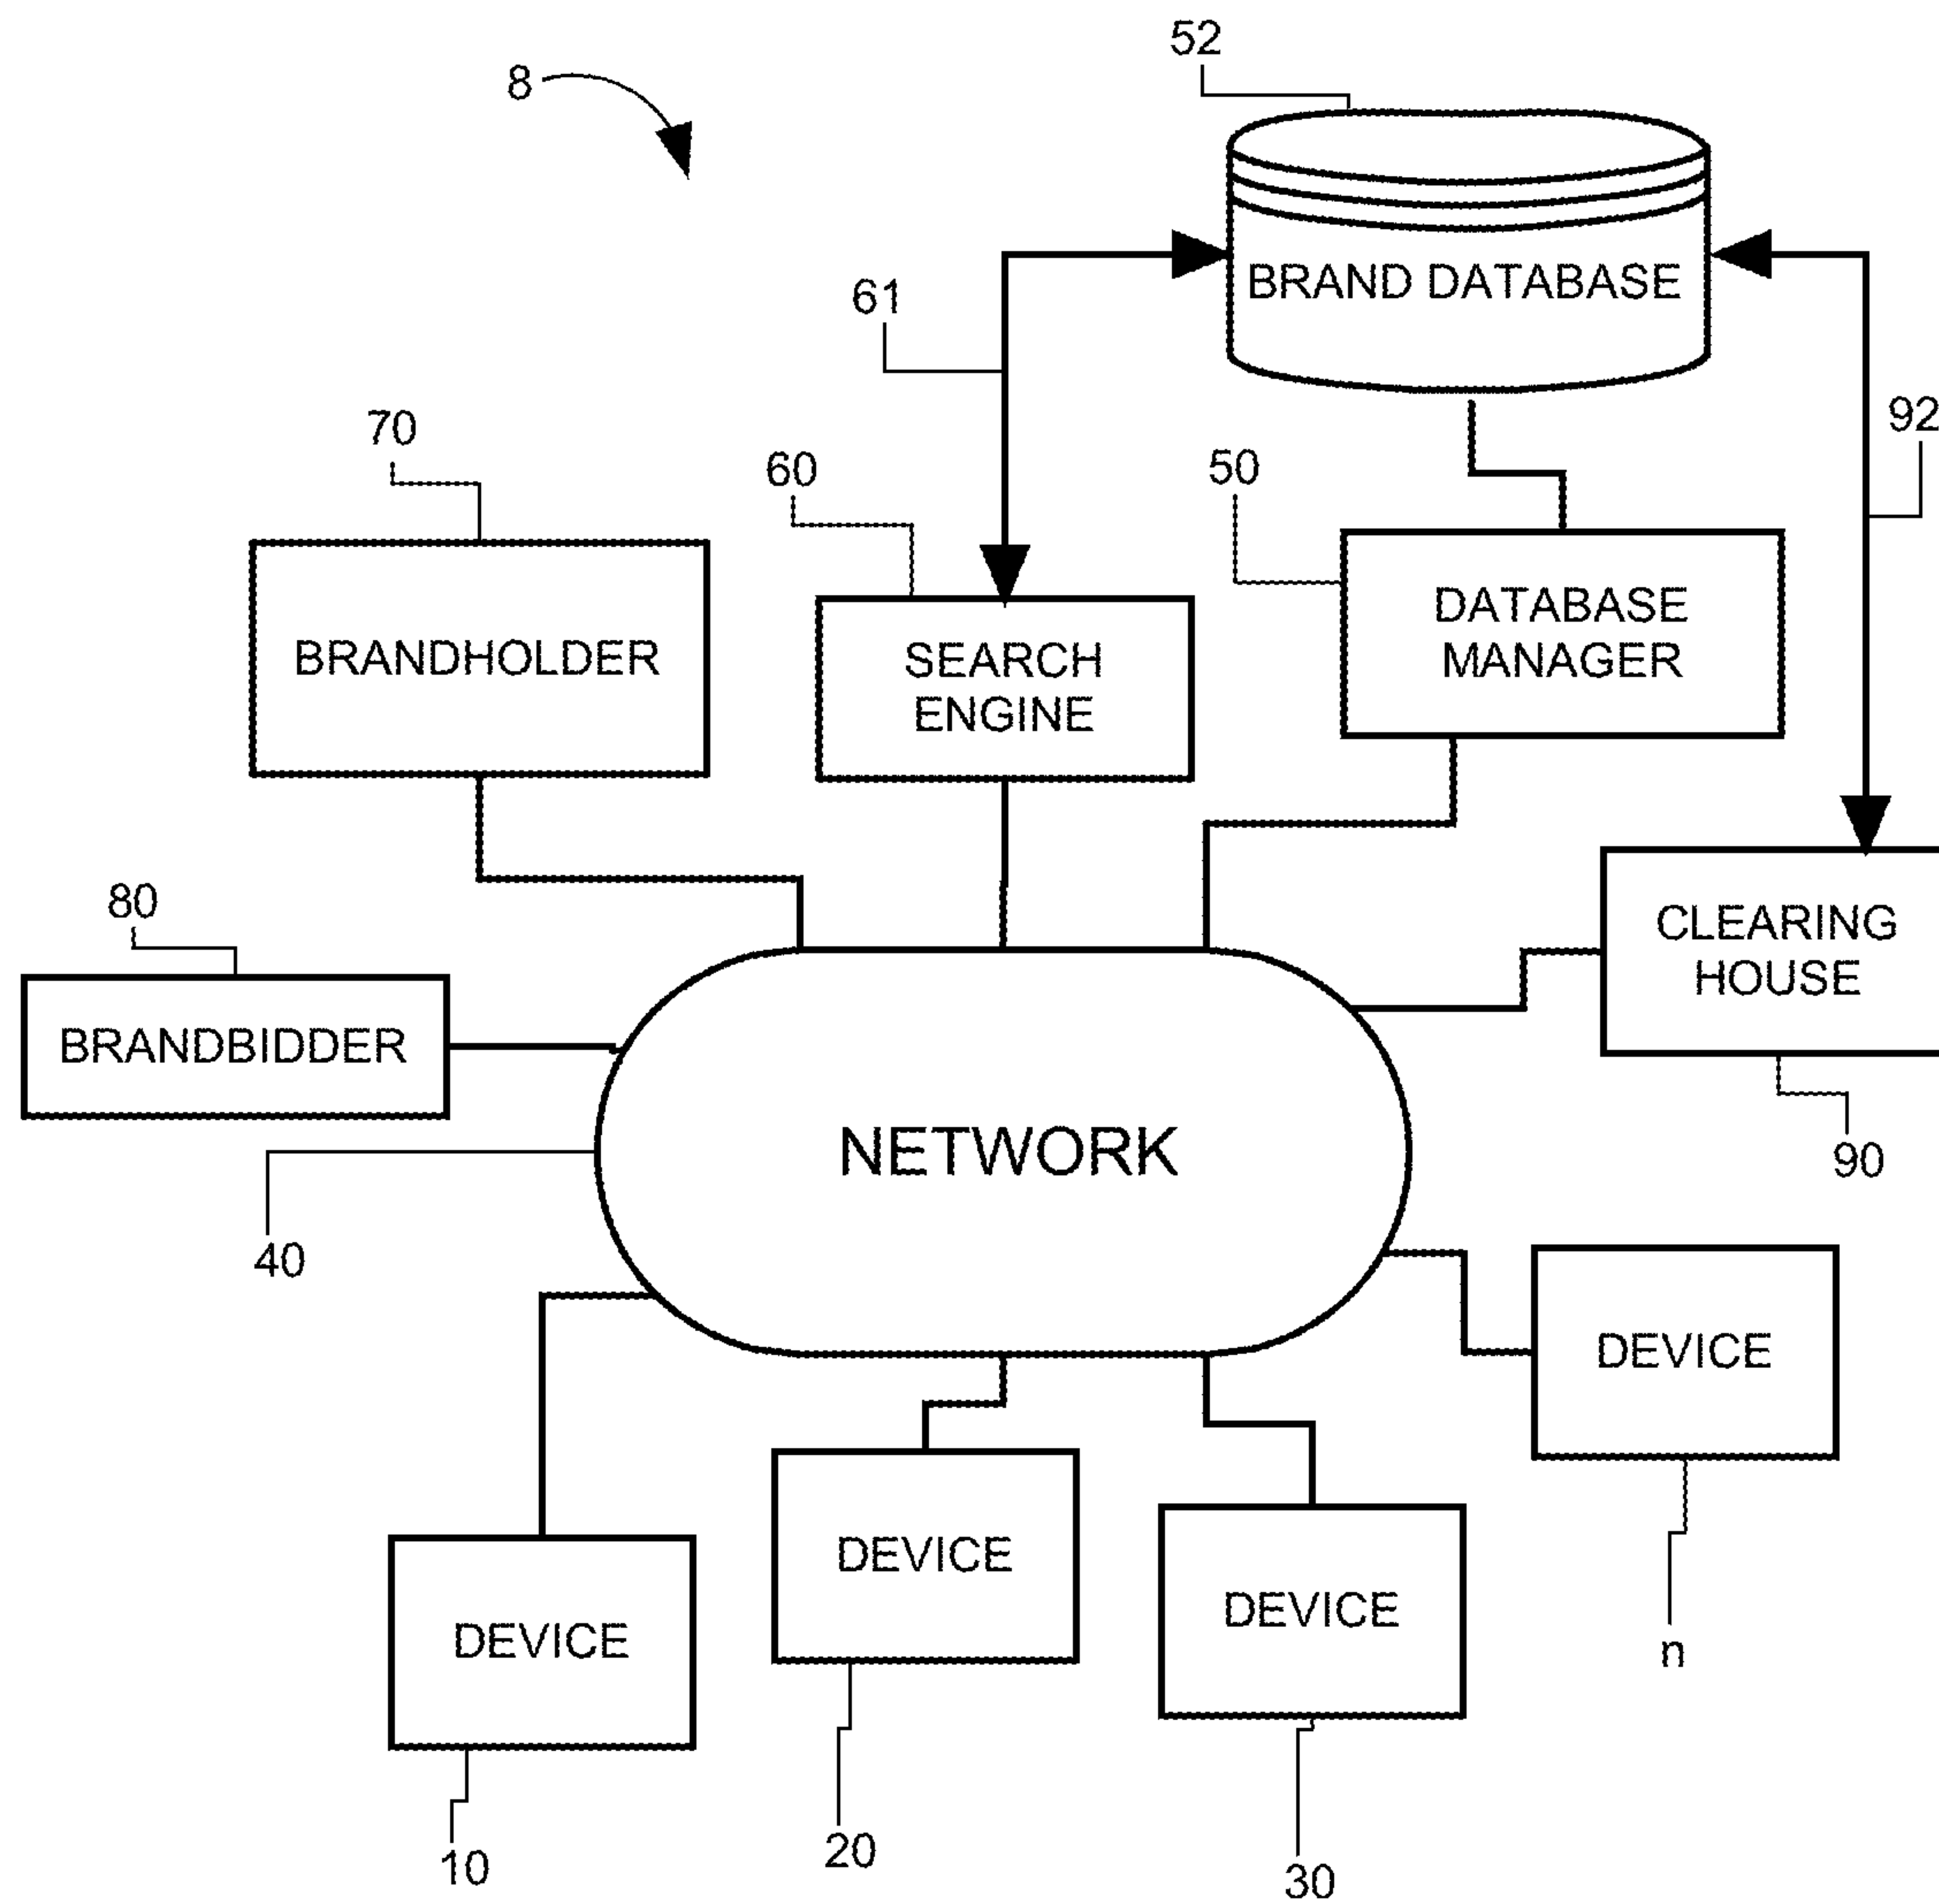 52
8
BRAND DATABASE
61
92
70
60
50
BRANDHOLDER
SEARCH
ENGINE
DATABASE
MANAGER
80
CLEARING
HOUSE
BRANDBIDDER
NETWORK
90
40
DEVICE
DEVICE
DEVICE
DEVICE
n
10
20
30